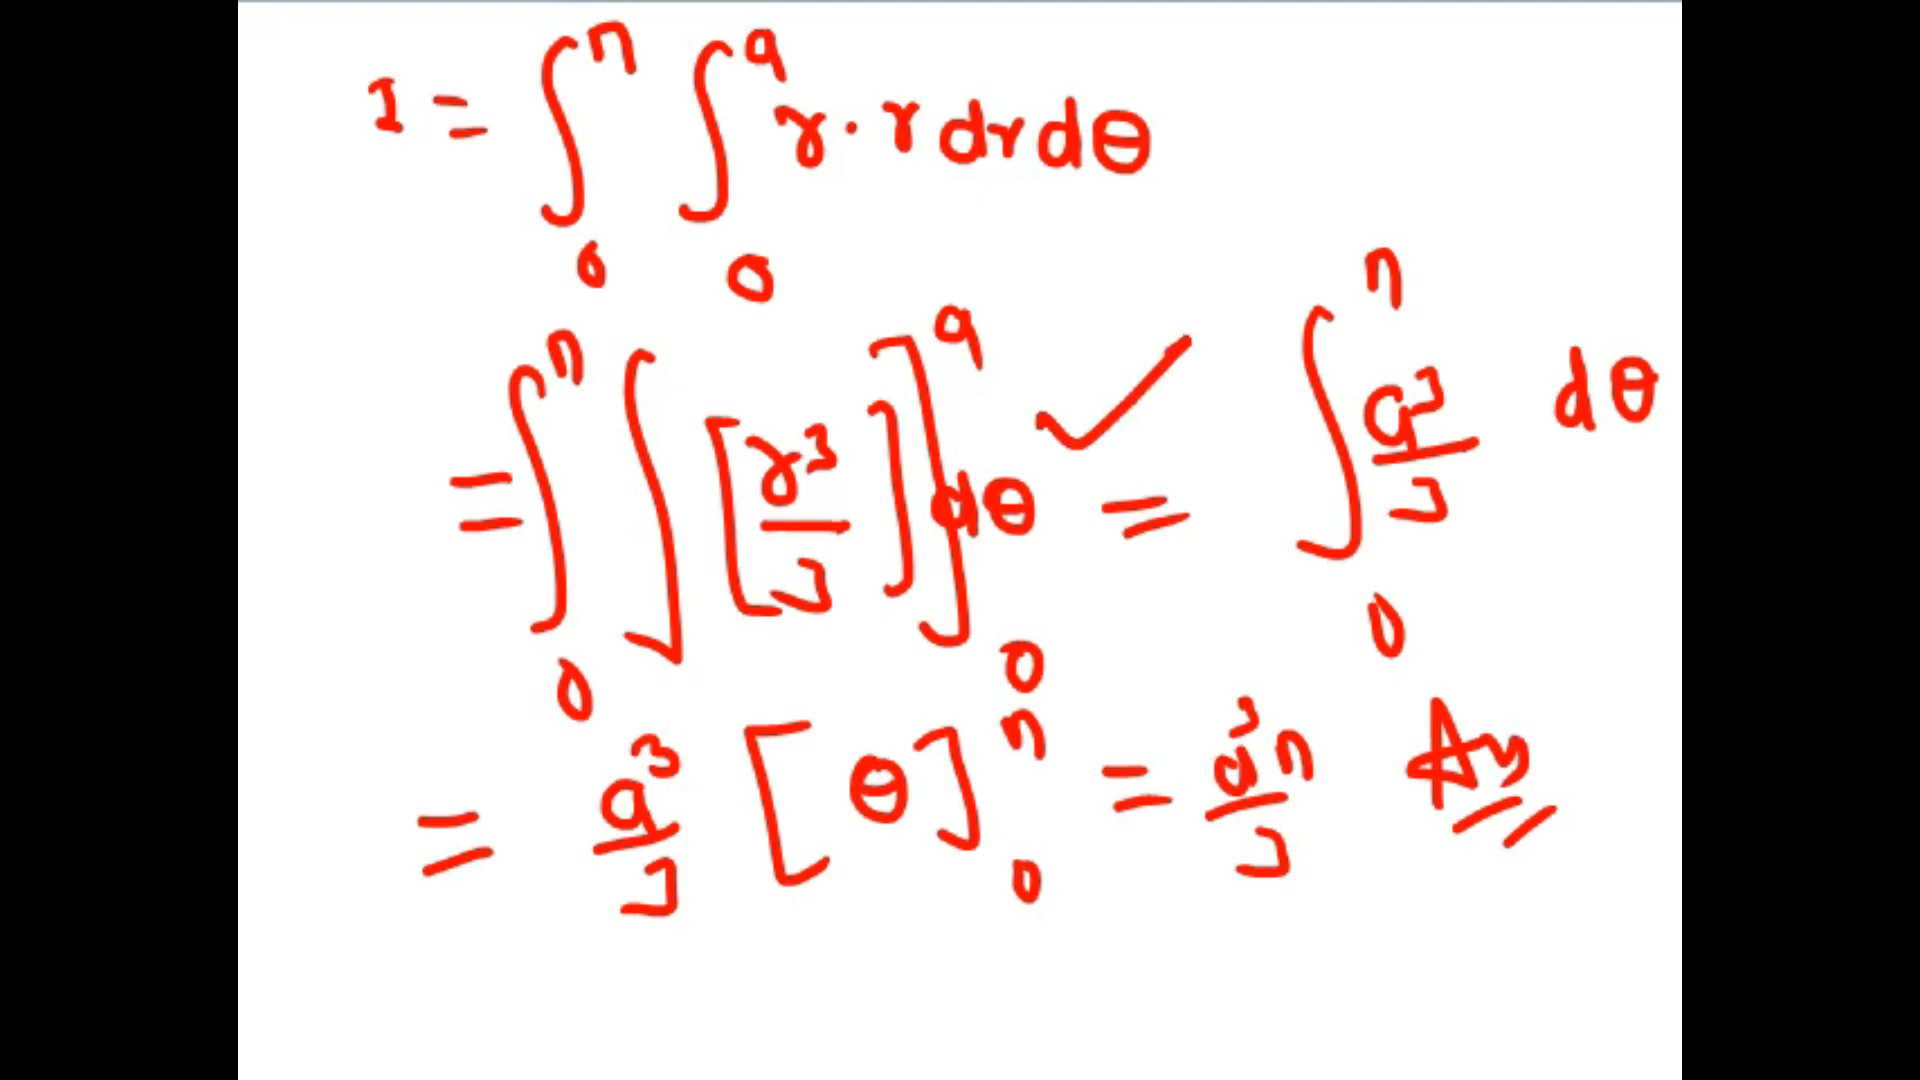 I = ∫₀^π ∫₀^a r · r dr dθ
= ∫₀^π ∫ [r³/3]]₀^a dθ ✓ = ∫₀^π a³/3 dθ
= a³/3 [θ]₀^π = a³π/3 Ans